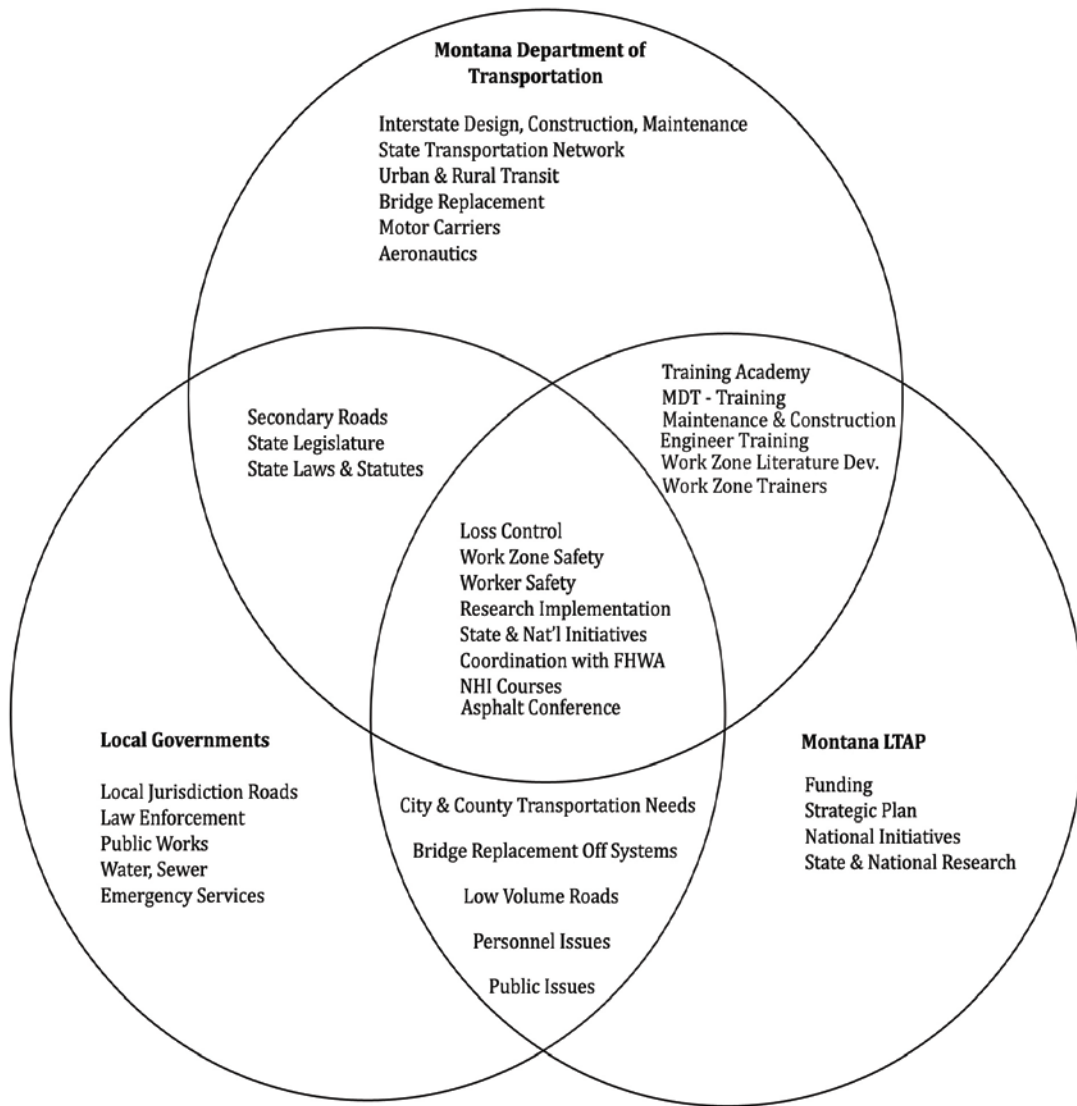 Montana Department of
Transportation
Interstate Design, Construction, Maintenance
State Transportation Network
Urban & Rural Transit
Bridge Replacement
Motor Carriers
Aeronautics
Secondary Roads
State Legislature
State Laws & Statutes
Training Academy
MDT - Training
Maintenance & Construction
Engineer Training
Work Zone Literature Dev.
Work Zone Trainers
Loss Control
Work Zone Safety
Worker Safety
Research Implementation
State & Nat'l Initiatives
Coordination with FHWA
NHI Courses
Asphalt Conference
Local Governments
Local Jurisdiction Roads
Law Enforcement
Public Works
Water, Sewer
Emergency Services
City & County Transportation Needs
Bridge Replacement Off Systems
Low Volume Roads
Personnel Issues
Public Issues
Montana LTAP
Funding
Strategic Plan
National Initiatives
State & National Research